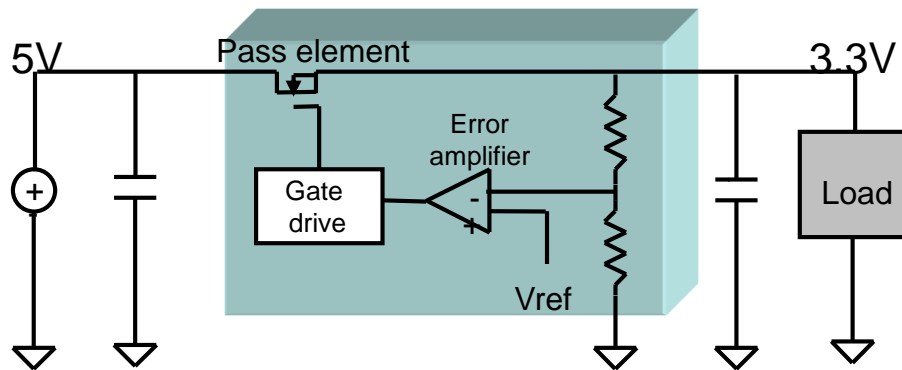 5V
Pass element
3.3V
Error
amplifier
+
Gate
drive
-
+
Load
Vref